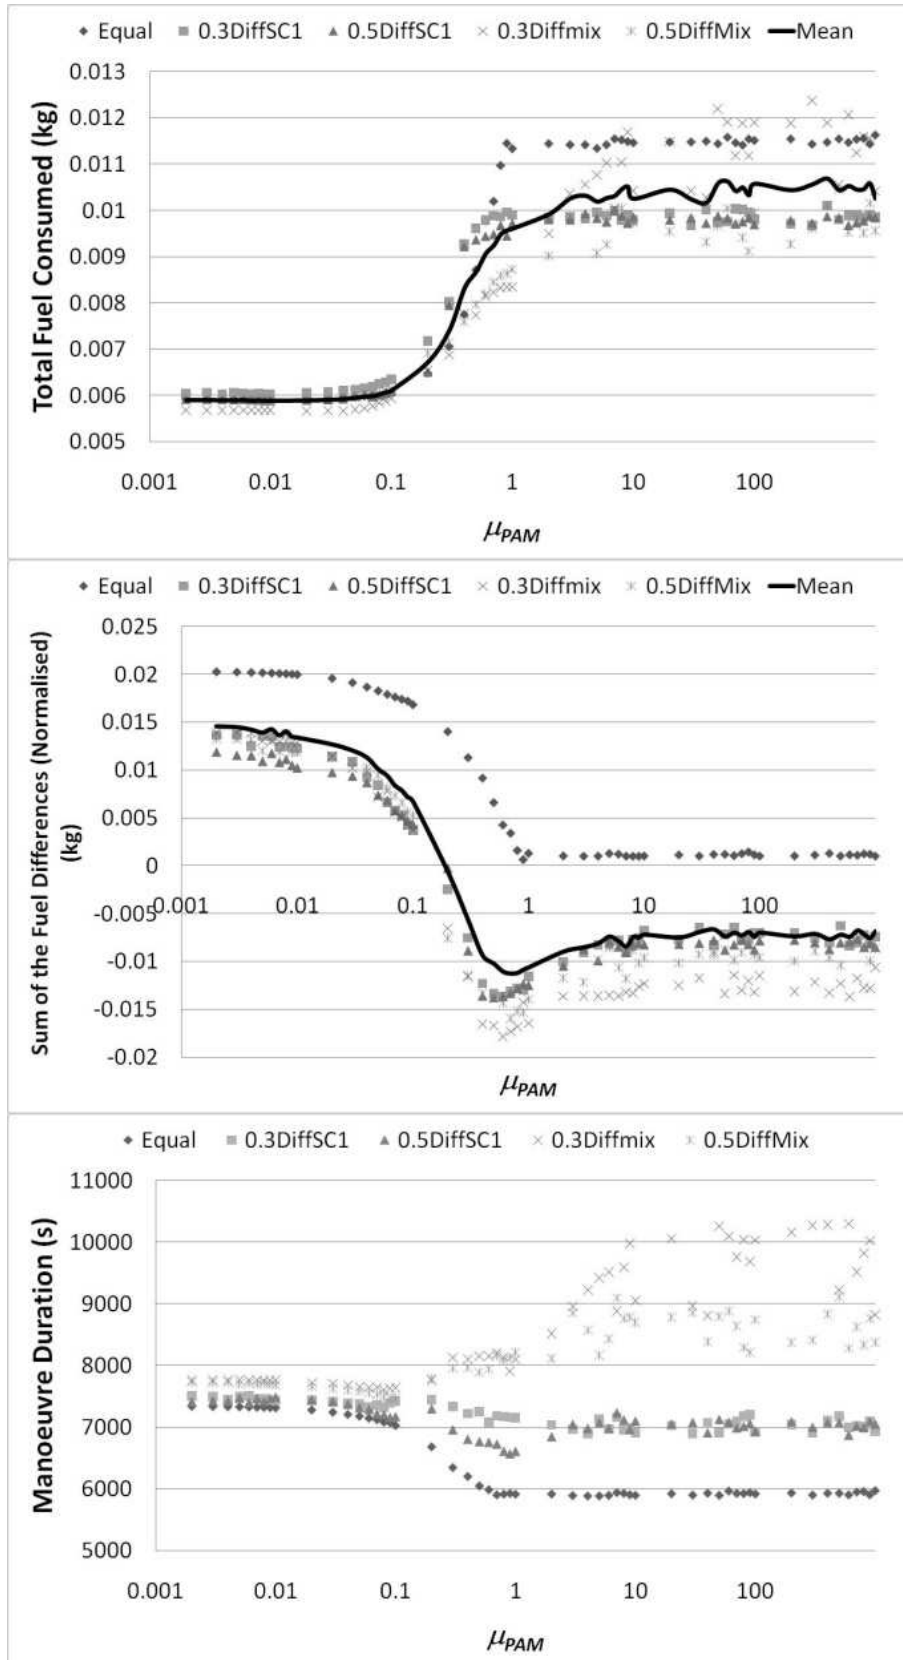 Equal 0.3DiffSC1 0.5DiffSC1 0.3Diffmix 0.5DiffMix Mean
Total Fuel Consumed (kg)
0.013
0.012
0.011
0.01
0.009
0.008
0.007
0.006
0.005
0.001 0.01 0.1 1 10 100
μPAM
Equal 0.3DiffSC1 0.5DiffSC1 0.3Diffmix 0.5DiffMix Mean
Sum of the Fuel Differences (Normalised)
(kg)
0.025
0.02
0.015
0.01
0.005
0
-0.005
-0.01
-0.015
-0.02
0.001 0.01 0.1 1 10 100
μPAM
Equal 0.3DiffSC1 0.5DiffSC1 0.3Diffmix 0.5DiffMix
Manoeuvre Duration (s)
11000
10000
9000
8000
7000
6000
5000
0.001 0.01 0.1 1 10 100
μPAM